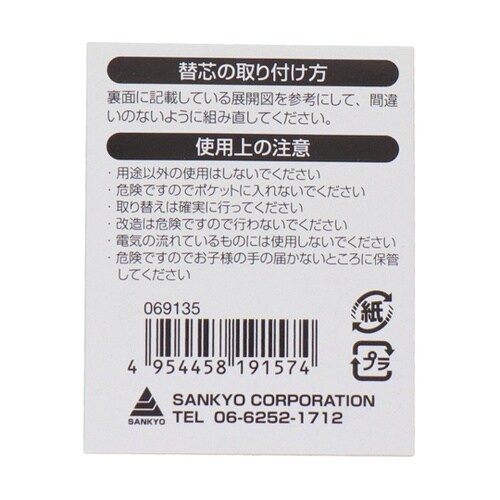 替芯の取り付け方
裏面に記載している展開図を参考にして、間違
いのないように組み直してください。
使用上の注意
・用途以外の使用はしないでください
・危険ですのでポケットに入れないでください
・取り替えは確実に行ってください
・改造は危険ですので行わないでください
・電気の流れているものには使用しないでください
・危険ですのでお子様の手の届かないところに保管
してください
069135
4 954458 191574
紙
プラ
SANKYO
SANKYO CORPORATION
TEL 06-6252-1712